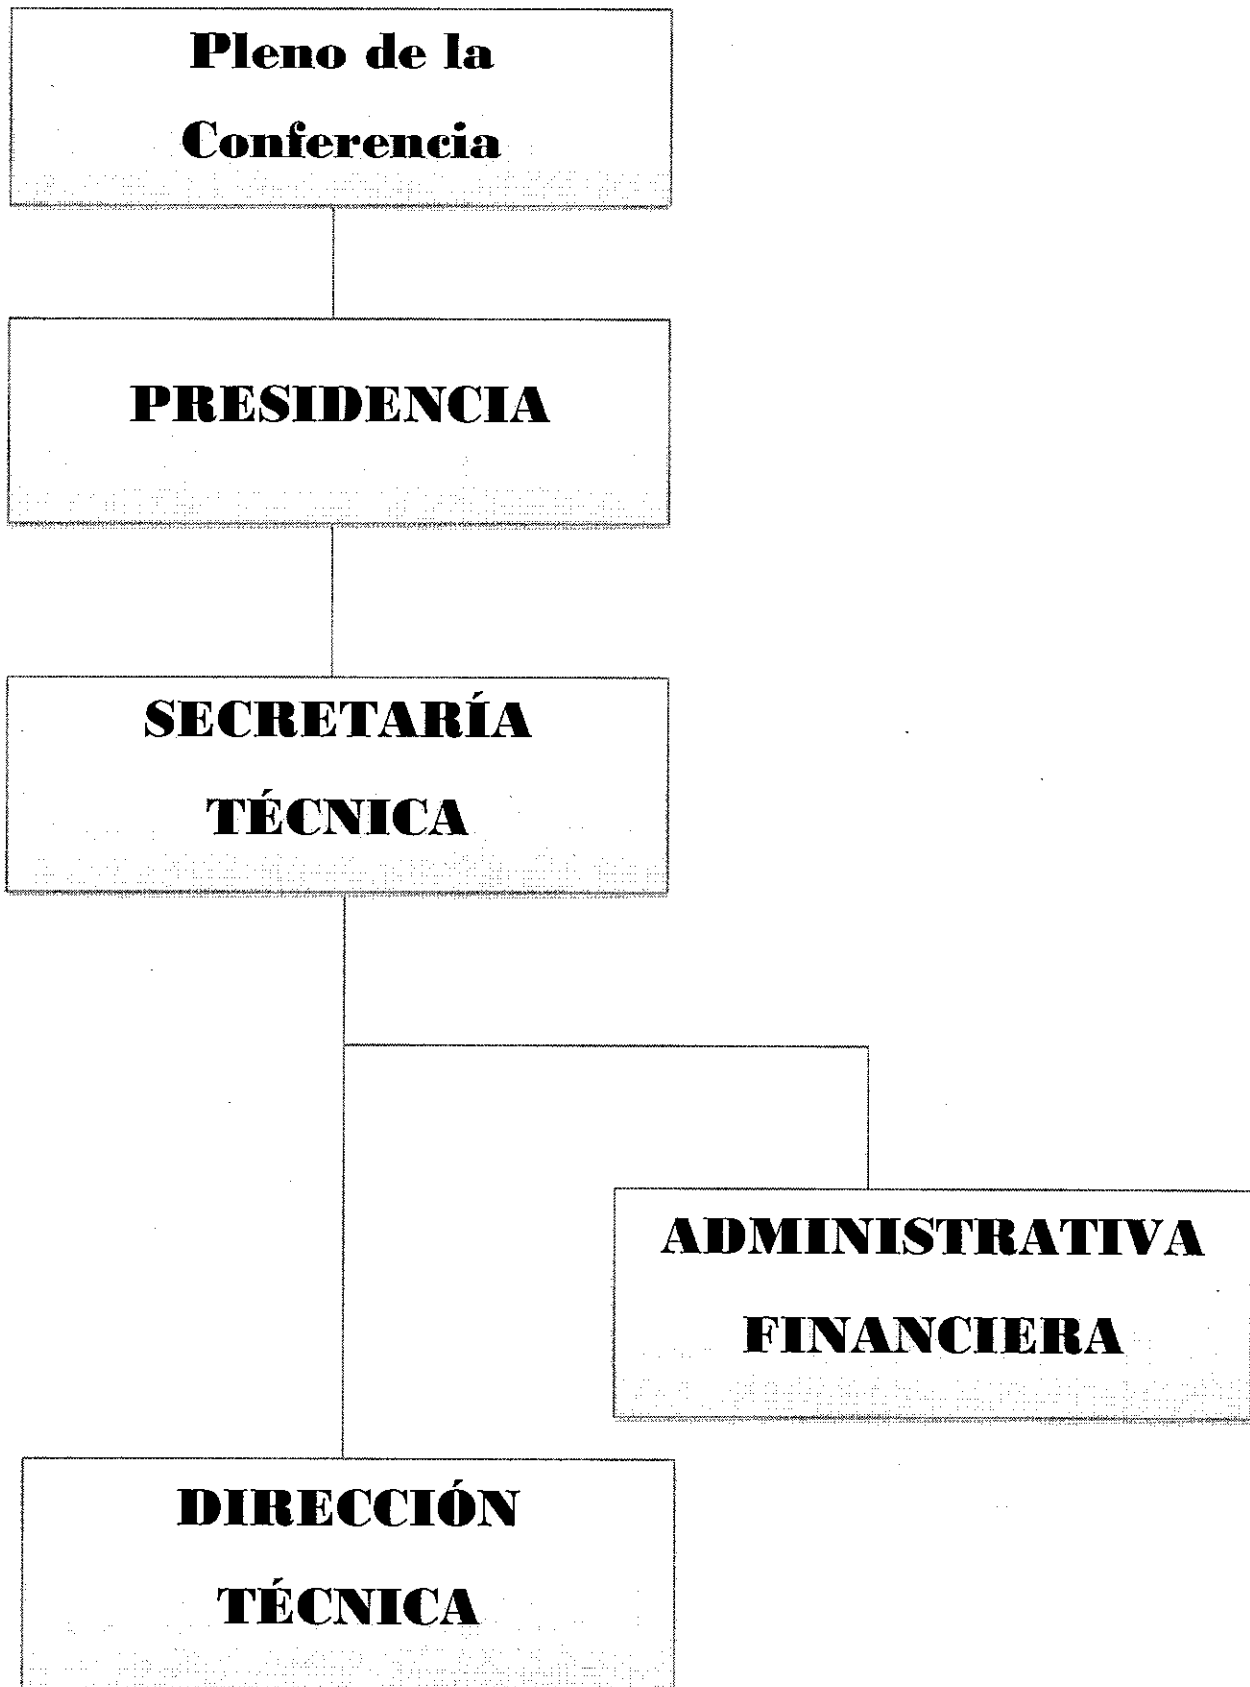 Pleno de la
Conferencia
PRESIDENCIA
SECRETARÍA
TÉCNICA
ADMINISTRATIVA
FINANCIERA
DIRECCIÓN
TÉCNICA